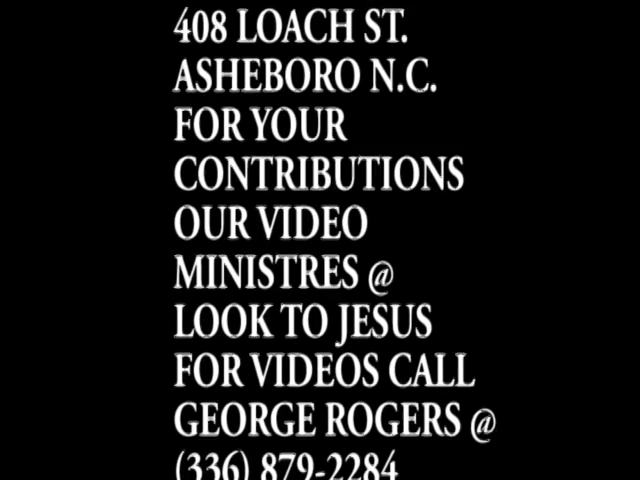 408 LOACH ST.
ASHEBORO N.C.
FOR YOUR
CONTRIBUTIONS
OUR VIDEO
MINISTRES @
LOOK TO JESUS
FOR VIDEOS CALL
GEORGE ROGERS @
(336) 879-2284